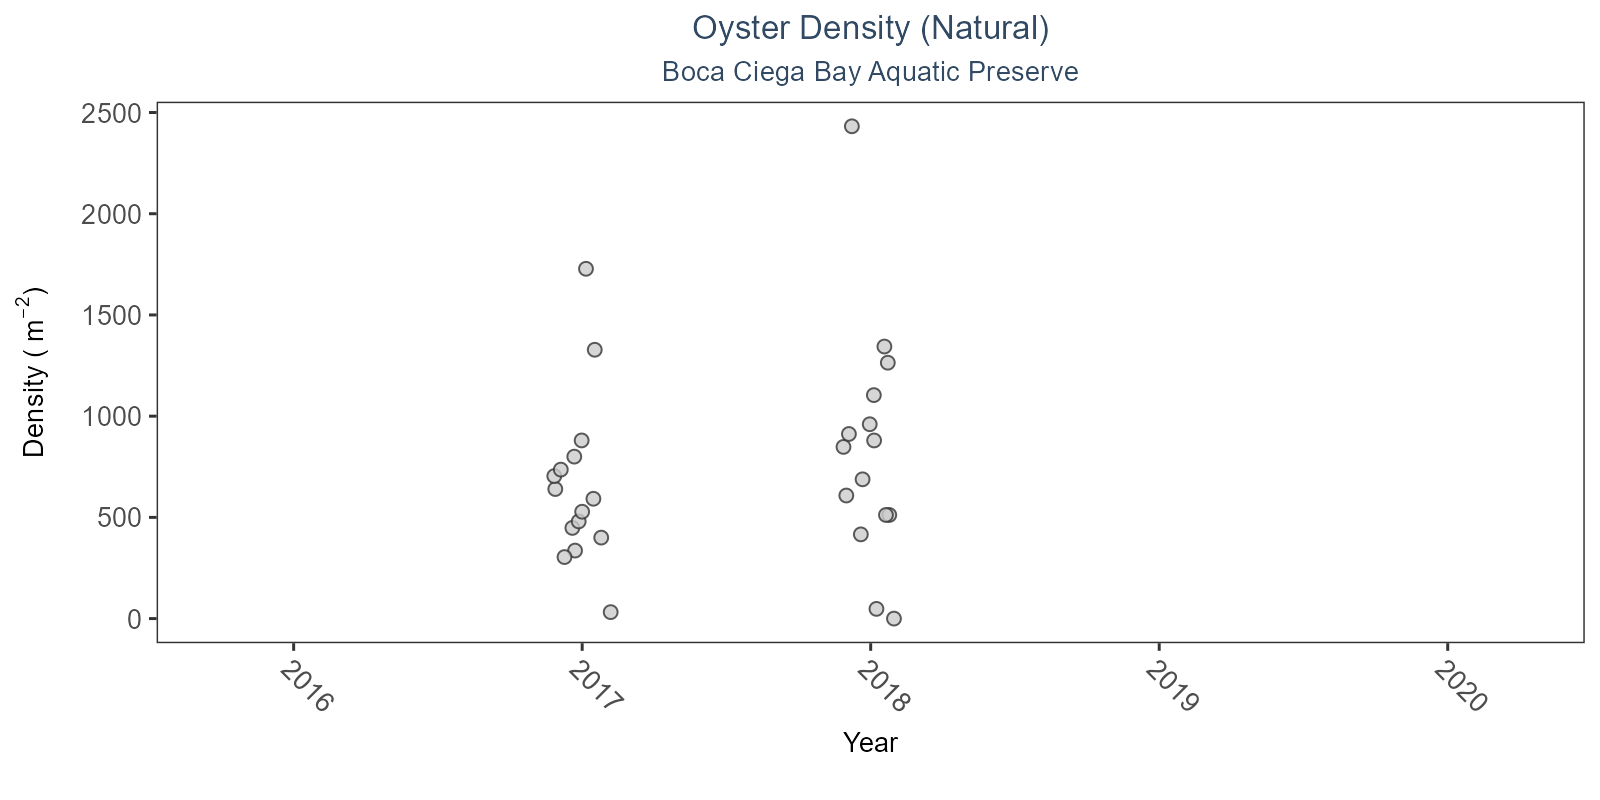 Oyster Density (Natural)
Boca Ciega Bay Aquatic Preserve
2500
2000
1500
1000
500
0
Density ( m⁻²)
2016
2017
2018
2019
2020
Year